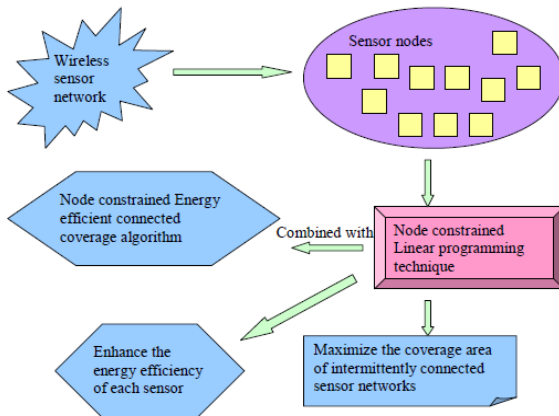 Wireless
sensor
network
Sensor nodes
Node constrained Energy
efficient connected
coverage algorithm
Combined with
Node constrained
Linear programming
technique
Enhance the
energy efficiency
of each sensor
Maximize the coverage area
of intermittently connected
sensor networks